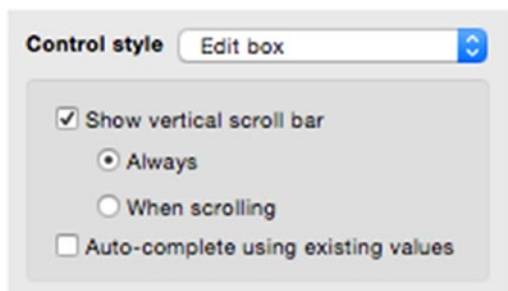 Control style Edit box
Show vertical scroll bar
Always
When scrolling
Auto-complete using existing values